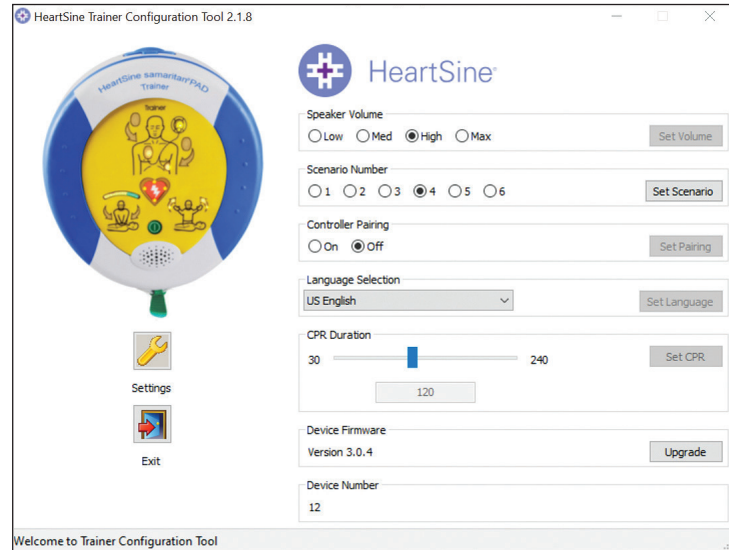 HeartSine Trainer Configuration Tool 2.1.8
HeartSine samaritan PAD
Trainer
Trainer
HeartSine
Speaker Volume
Low Med High Max Set Volume
Scenario Number
1 2 3 4 5 6 Set Scenario
Controller Pairing
On Off Set Pairing
Language Selection
US English Set Language
CPR Duration
30 240 Set CPR
120
Settings
Device Firmware
Version 3.0.4 Upgrade
Exit
Device Number
12
Welcome to Trainer Configuration Tool